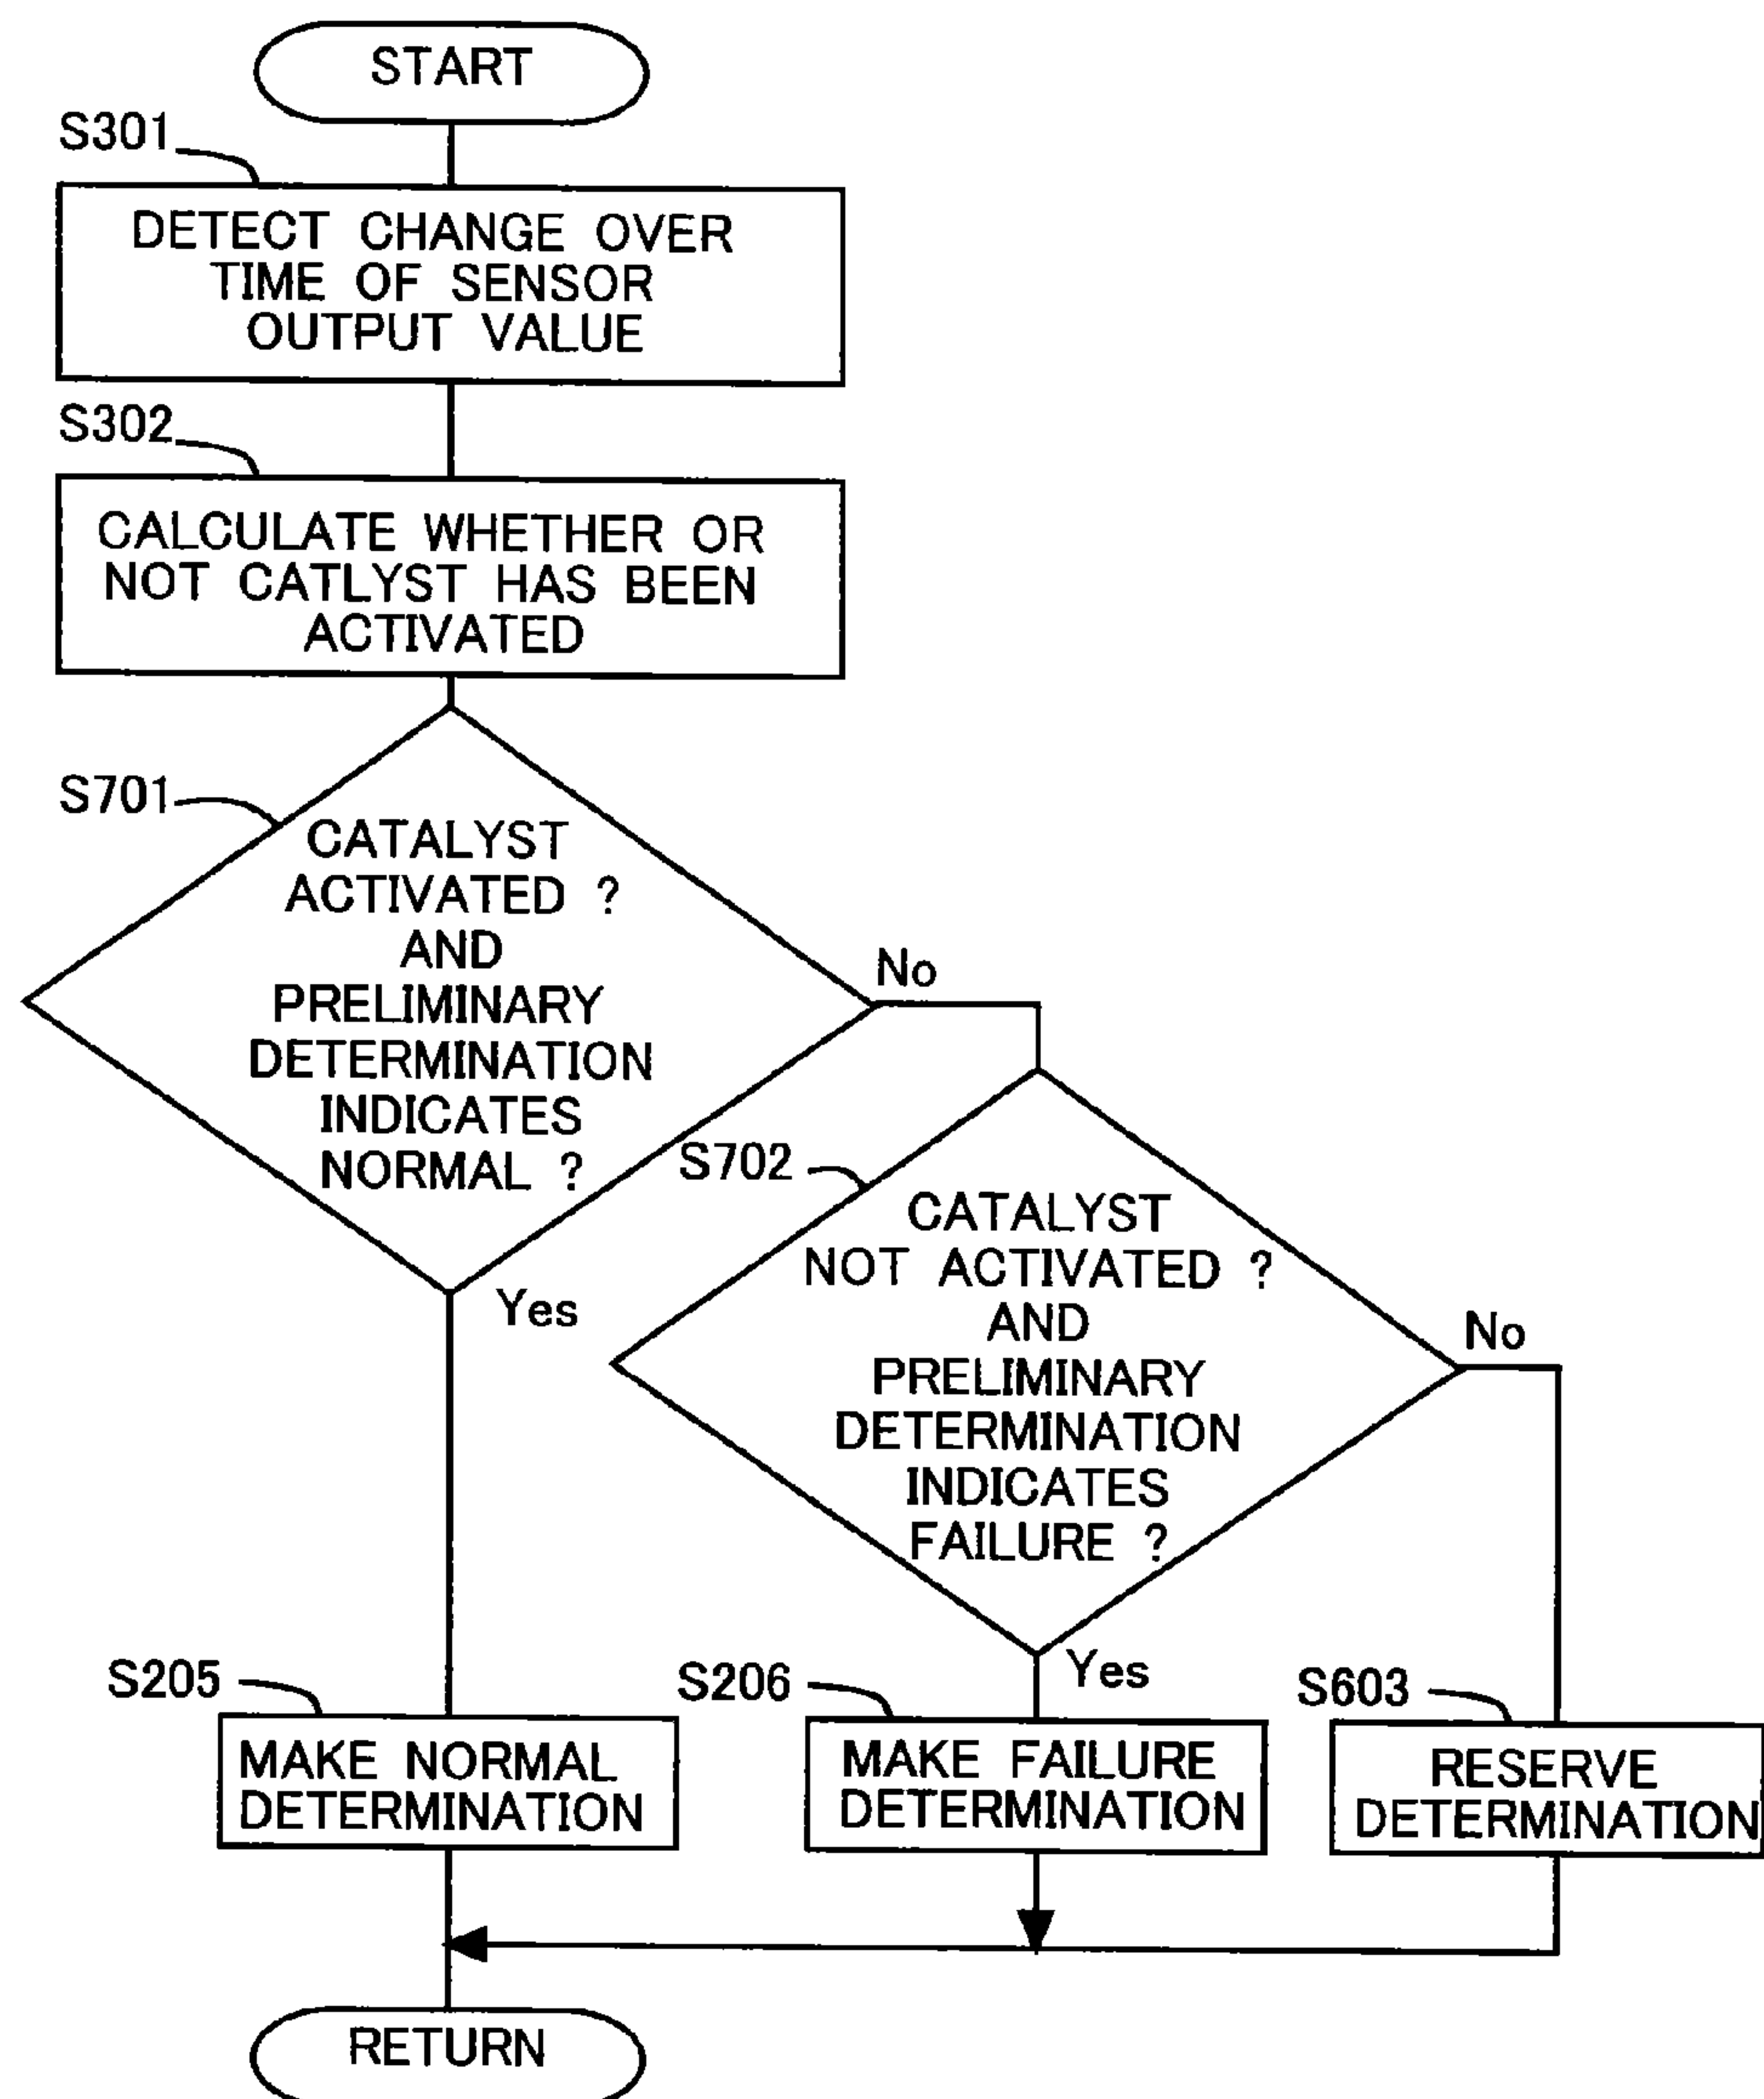 START
S301
DETECT CHANGE OVER
TIME OF SENSOR
OUTPUT VALUE
S302
CALCULATE WHETHER OR
NOT CATLYST HAS BEEN
ACTIVATED
S701
CATALYST
ACTIVATED ?
AND
PRELIMINARY
DETERMINATION
INDICATES
NORMAL ?
No
Yes
S702
CATALYST
NOT ACTIVATED ?
AND
PRELIMINARY
DETERMINATION
INDICATES
FAILURE ?
No
Yes
S205
MAKE NORMAL
DETERMINATION
S206
MAKE FAILURE
DETERMINATION
S603
RESERVE
DETERMINATION
RETURN